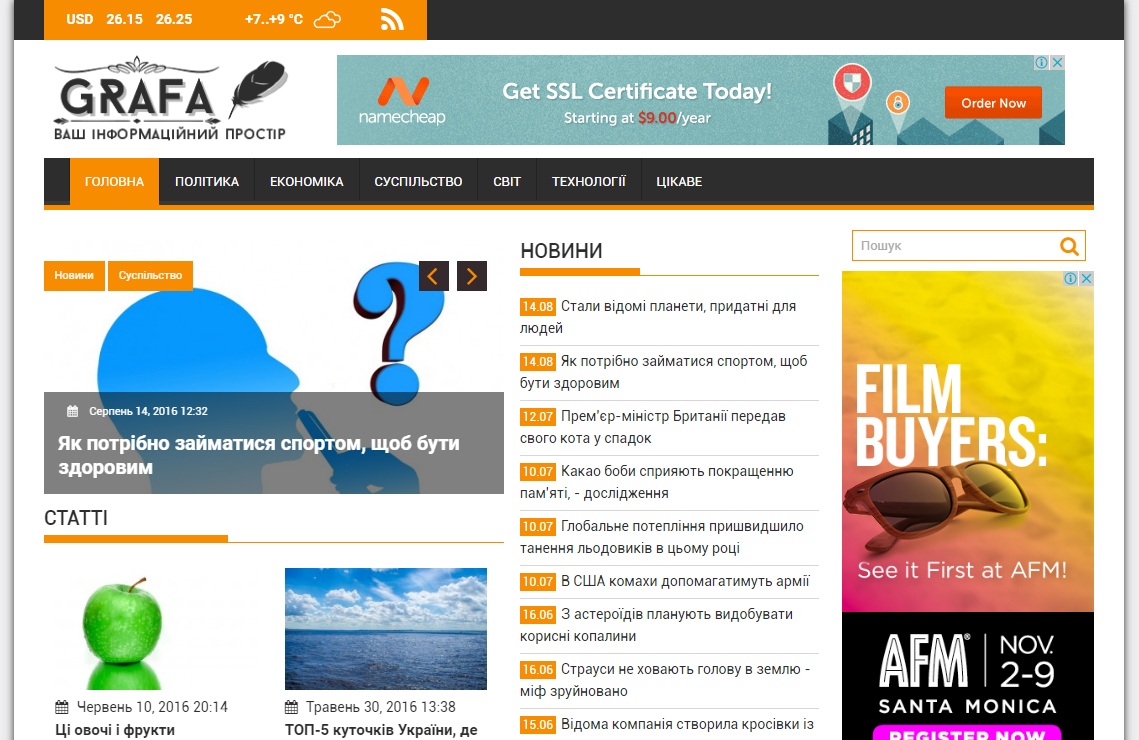 USD 26.15 26.25
+7..+9 °C
GRAFA
ВАШ ІНФОРМАЦІЙНИЙ ПРОСТІР
namecheap
Get SSL Certificate Today!
Starting at $9.00/year
Order Now
ГОЛОВНА
ПОЛІТИКА
ЕКОНОМІКА
СУСПІЛЬСТВО
СВІТ
ТЕХНОЛОГІЇ
ЦІКАВЕ
Новини
Суспільство
Серпень 14, 2016 12:32
Як потрібно займатися спортом, щоб бути
здоровим
СТАТТІ
Червень 10, 2016 20:14
Ці овочі і фрукти
Травень 30, 2016 13:38
ТОП-5 куточків України, де
НОВИНИ
14.08 Стали відомі планети, придатні для
людей
14.08 Як потрібно займатися спортом, щоб
бути здоровим
12.07 Прем'єр-міністр Британії передав
свого кота у спадок
10.07 Какао боби сприяють покращенню
пам'яті, - дослідження
10.07 Глобальне потепління пришвидшило
танення льодовиків в цьому році
10.07 В США комахи допомагатимуть армії
16.06 З астероїдів планують видобувати
корисні копалини
16.06 Страуси не ховають голову в землю -
міф зруйновано
15.06 Відома компанія створила кросівки із
Пошук
FILM
BUYERS:
See it First at AFM!
AFM® NOV.
2-9
SANTA MONICA
REGISTER NOW